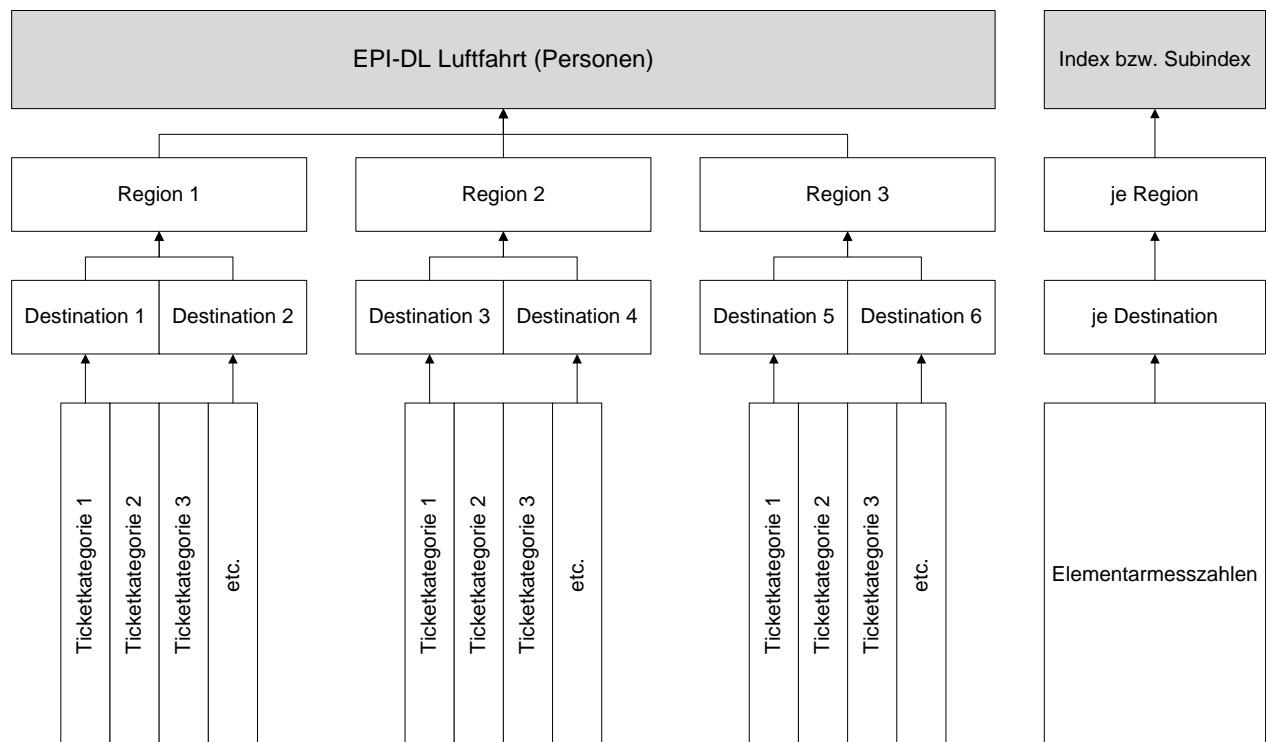 EPI-DL Luftfahrt (Personen)
Index bzw. Subindex
Region 1
Region 2
Region 3
je Region
Destination 1
Destination 2
Destination 3
Destination 4
Destination 5
Destination 6
je Destination
Ticketkategorie 1
Ticketkategorie 2
Ticketkategorie 3
etc.
Ticketkategorie 1
Ticketkategorie 2
Ticketkategorie 3
etc.
Ticketkategorie 1
Ticketkategorie 2
Ticketkategorie 3
etc.
Elementarmesszahlen